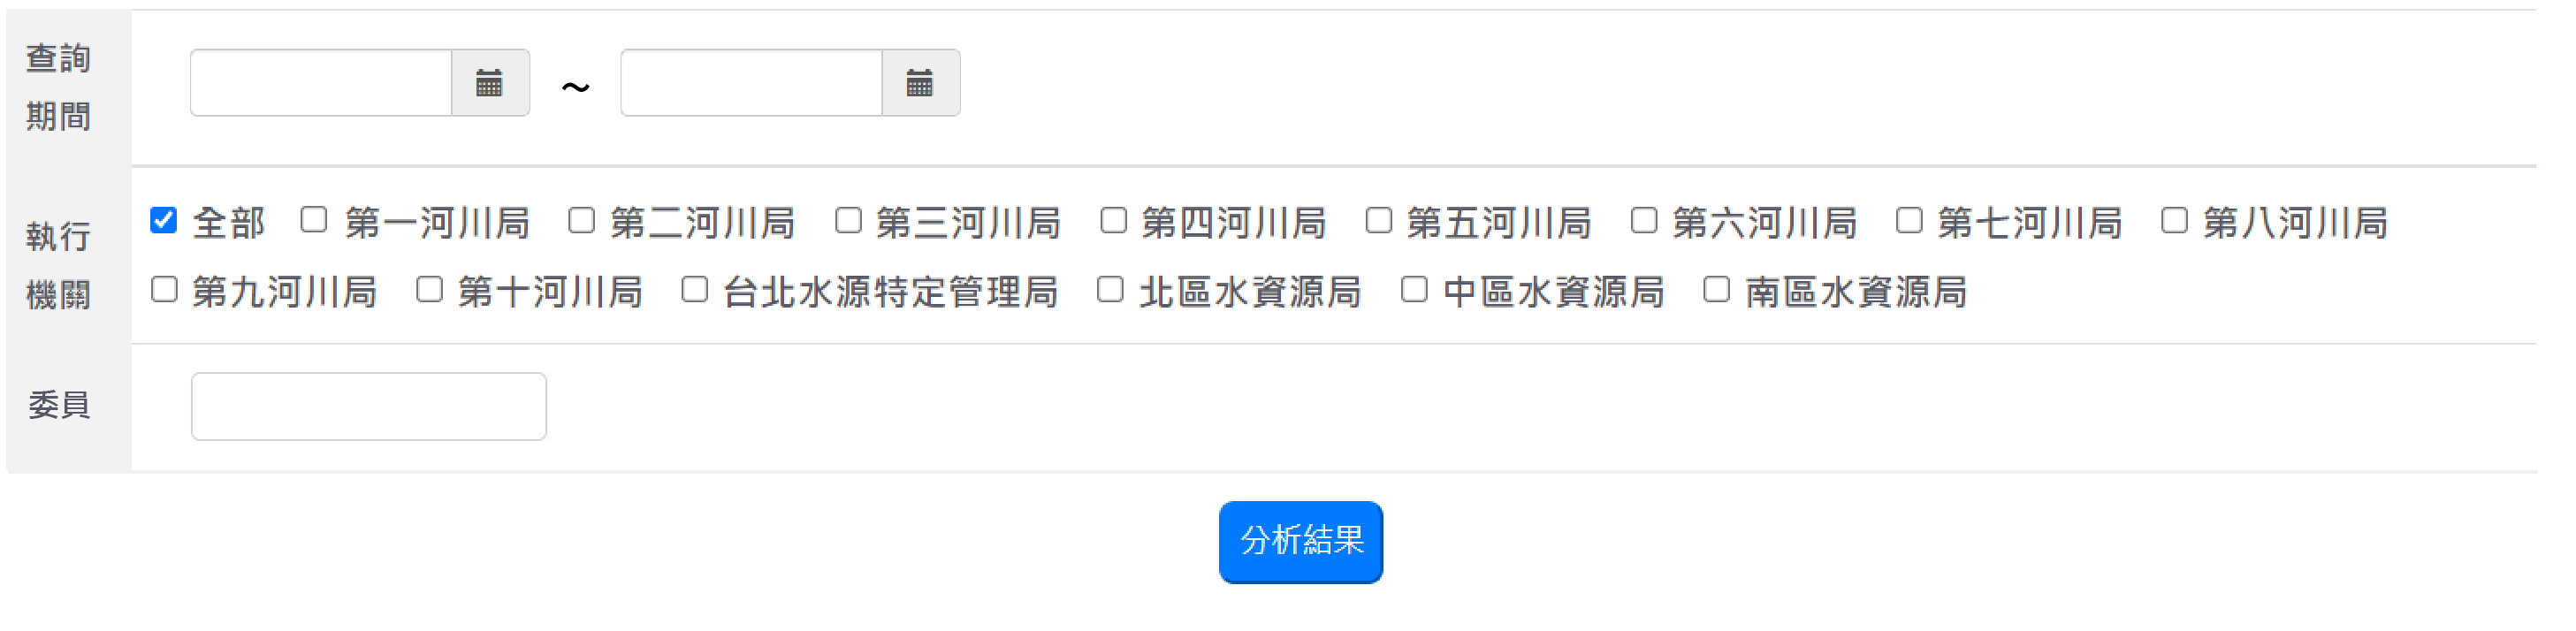 查詢
期間
～
執行
機關
全部 第一河川局 第二河川局 第三河川局 第四河川局 第五河川局 第六河川局 第七河川局 第八河川局
第九河川局 第十河川局 台北水源特定管理局 北區水資源局 中區水資源局 南區水資源局
委員
分析結果